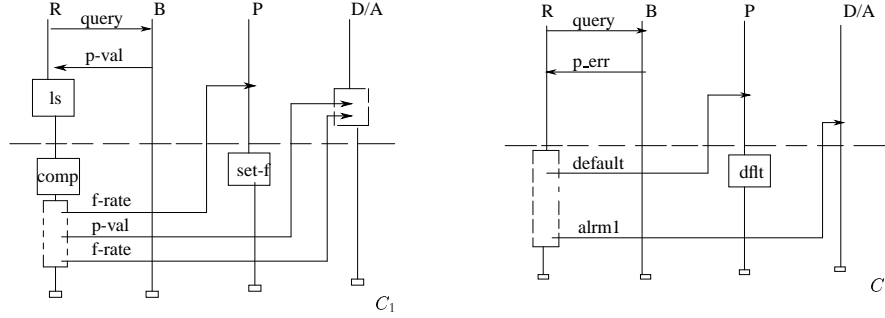 R B P D/A
query
p-val
ls
comp
set-f
f-rate
p-val
f-rate
C1
R B P D/A
query
p_err
default
dflt
alrm1
C